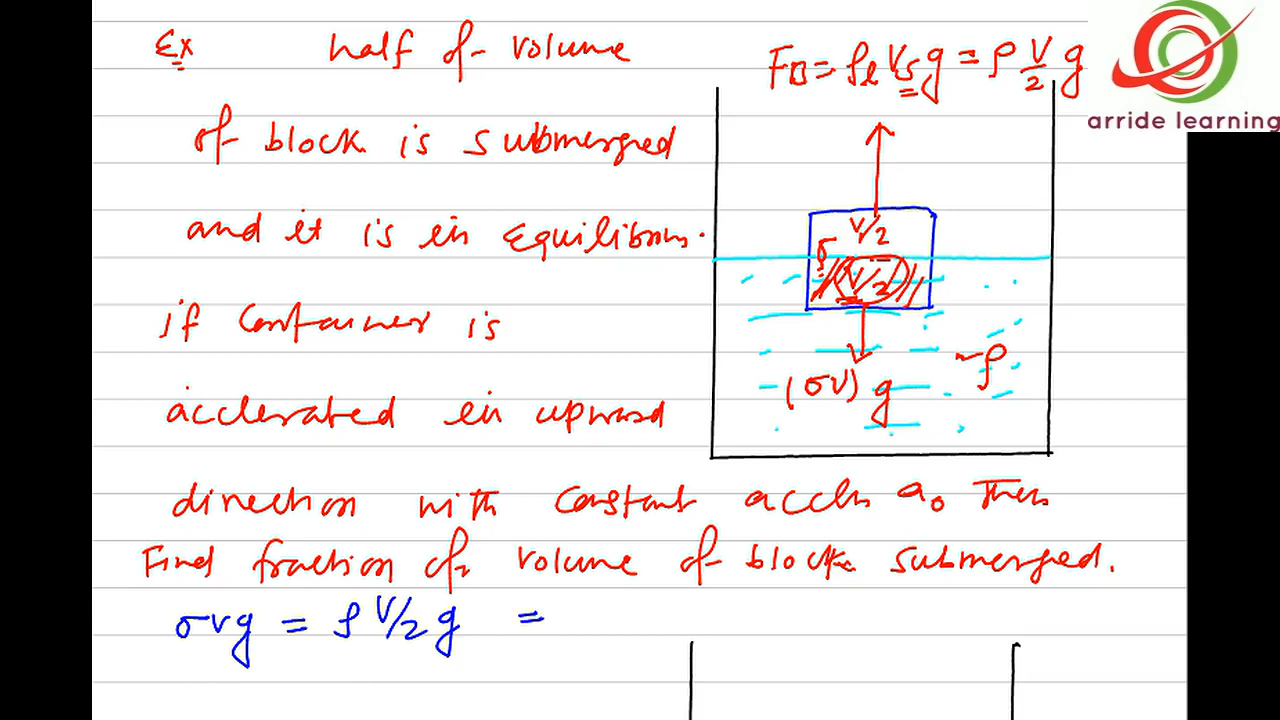 Ex half of volume
F_B = ρ_l V_s g = ρ V/2 g
arride learning
of block is submerged
and it is in equilibrium.
V/2
σ
V/2
if container is
ρ
(σV) g
acclerated in upward
direction with constant accln a₀ Then
Find fraction of volume of block submerged.
σvg = ρ V/2 g =